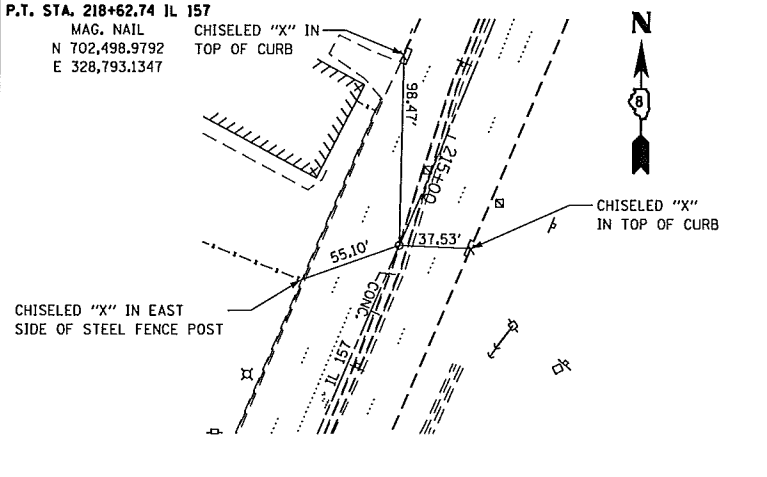 P.T. STA. 218+62.74 IL 157
MAG. NAIL
N 702,498.9792
E 328,793.1347
CHISELED "X" IN
TOP OF CURB
N
8
98.47'
215+00
CHISELED "X"
IN TOP OF CURB
37.53'
55.10'
CONC.
CHISELED "X" IN EAST
SIDE OF STEEL FENCE POST
IL 157